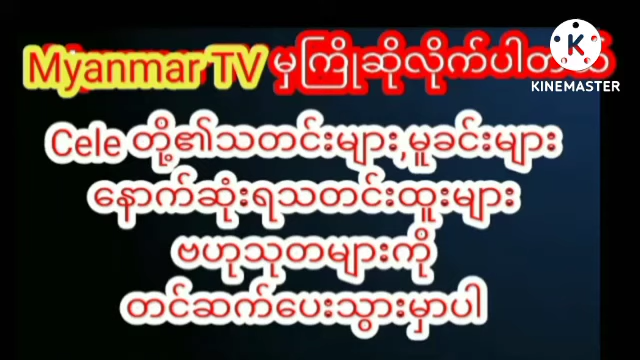 Myanmar TV မှကြိုဆိုလိုက်ပါတယ်
KINEMASTER
Cele တို့၏သတင်းများ,မူခင်းများ
နောက်ဆုံးရသတင်းထူးများ
ဗဟုသုတများကို
တင်ဆက်ပေးသွားမှာပါ